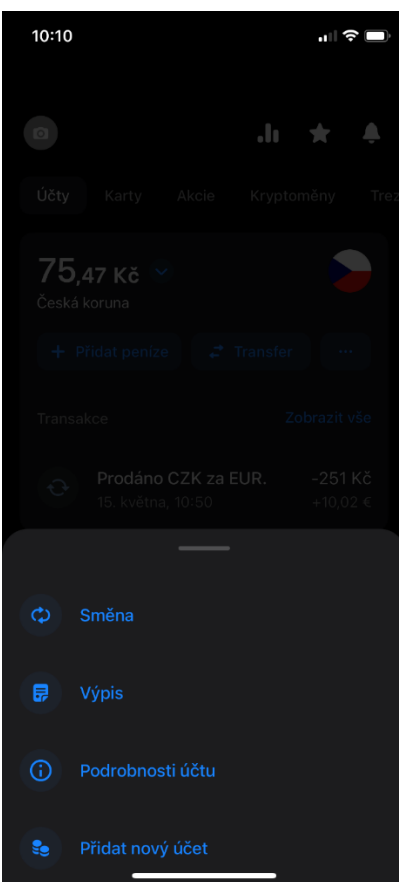 10:10
Účty Karty Akcie Kryptoměny Trez
75,47 Kč
Česká koruna
+ Přidat peníze Transfer ...
Transakce Zobrazit vše
Prodáno CZK za EUR. -251 Kč
15. května, 10:50 +10,02 €
Směna
Výpis
Podrobnosti účtu
Přidat nový účet